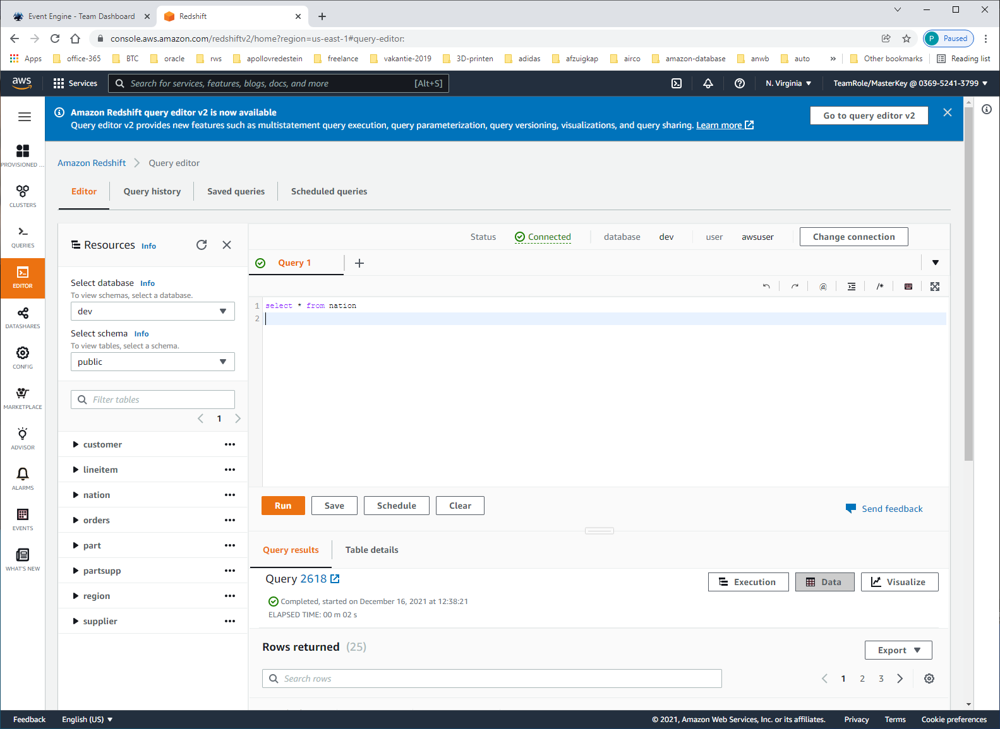 Event Engine - Team Dashboard
Redshift
console.aws.amazon.com/redshiftv2/home?region=us-east-1#query-editor:
P Paused
Apps office-365 BTC oracle rws apollovredestein freelance vakantie-2019 3D-printen adidas afzuigkap airco amazon-database anwb auto » Other bookmarks Reading list
aws Services Search for services, features, blogs, docs, and more [Alt+S] N. Virginia ▼ TeamRole/MasterKey @ 0369-5241-3799 ▼
Amazon Redshift query editor v2 is now available
Query editor v2 provides new features such as multistatement query execution, query parameterization, query versioning, visualizations, and query sharing. Learn more
Go to query editor v2
PROVISIONED ...
CLUSTERS
QUERIES
EDITOR
DATASHARES
CONFIG
MARKETPLACE
ADVISOR
ALARMS
EVENTS
WHAT'S NEW
Amazon Redshift > Query editor
Editor Query history Saved queries Scheduled queries
Resources Info
Select database Info
To view schemas, select a database.
dev
Select schema Info
To view tables, select a schema.
public
Filter tables
1
customer
lineitem
nation
orders
part
partsupp
region
supplier
Status Connected database dev user awsuser Change connection
Query 1
@ /*
1 select * from nation
2
Run Save Schedule Clear
Send feedback
Query results Table details
Query 2618
Execution Data Visualize
Completed, started on December 16, 2021 at 12:38:21
ELAPSED TIME: 00 m 02 s
Rows returned (25)
Export
Search rows
1 2 3
Feedback English (US) ▼ © 2021, Amazon Web Services, Inc. or its affiliates. Privacy Terms Cookie preferences